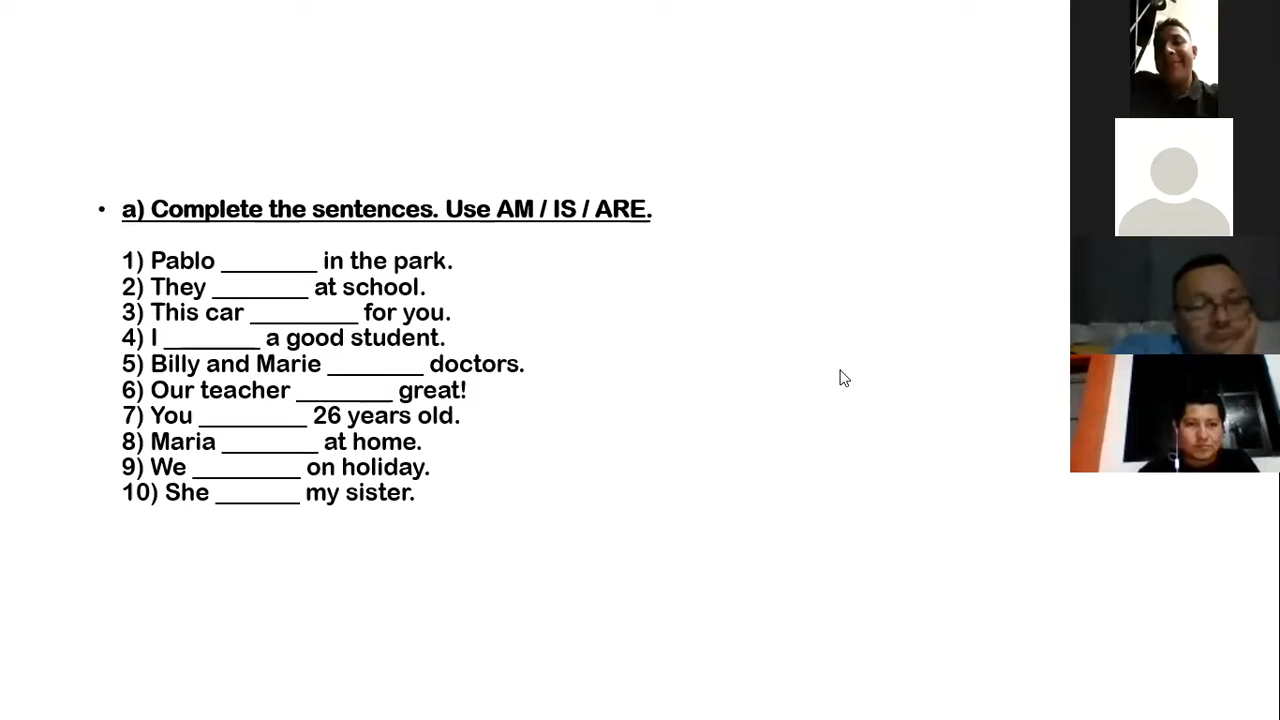 • a) Complete the sentences. Use AM / IS / ARE.
1) Pablo ________ in the park.
2) They ________ at school.
3) This car _________ for you.
4) I ________ a good student.
5) Billy and Marie ________ doctors.
6) Our teacher ________ great!
7) You _________ 26 years old.
8) Maria ________ at home.
9) We _________ on holiday.
10) She _______ my sister.